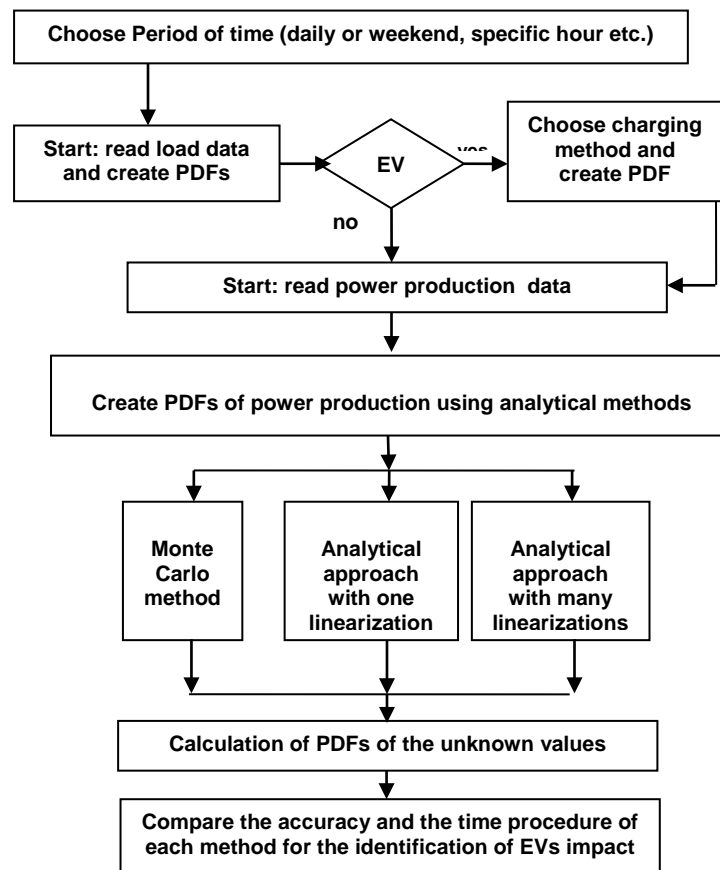 Choose Period of time (daily or weekend, specific hour etc.)
Start: read load data
and create PDFs
EV
yes
Choose charging
method and
create PDF
no
Start: read power production data
Create PDFs of power production using analytical methods
Monte
Carlo
method
Analytical
approach
with one
linearization
Analytical
approach
with many
linearizations
Calculation of PDFs of the unknown values
Compare the accuracy and the time procedure of
each method for the identification of EVs impact